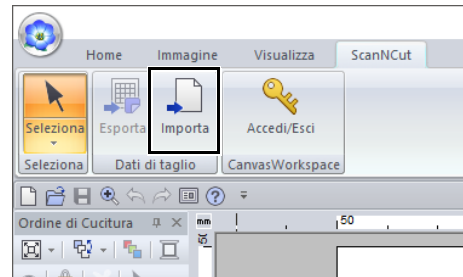 Home Immagine Visualizza ScanNCut
Seleziona Esporta Importa Accedi/Esci
Seleziona Dati di taglio CanvasWorkspace
Ordine di Cucitura mm 50